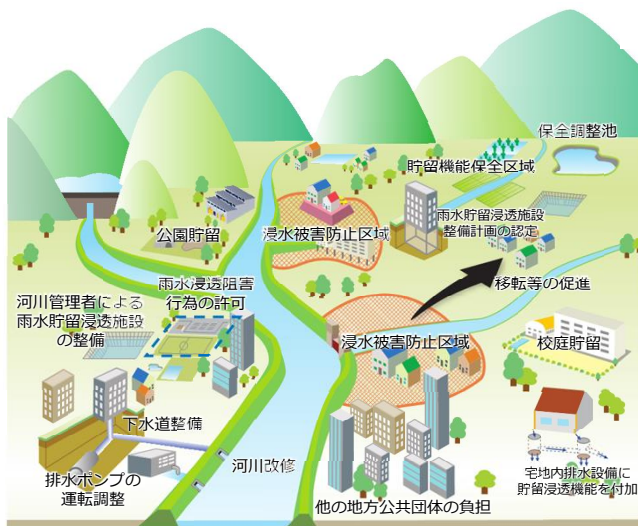 保全調整池
貯留機能保全区域
公園貯留
浸水被害防止区域
雨水貯留浸透施設
整備計画の認定
雨水浸透阻害
行為の許可
移転等の促進
河川管理者による
雨水貯留浸透施設
の整備
浸水被害防止区域
校庭貯留
下水道整備
排水ポンプの
運転調整
河川改修
宅地内排水設備に
貯留浸透機能を付加
他の地方公共団体の負担